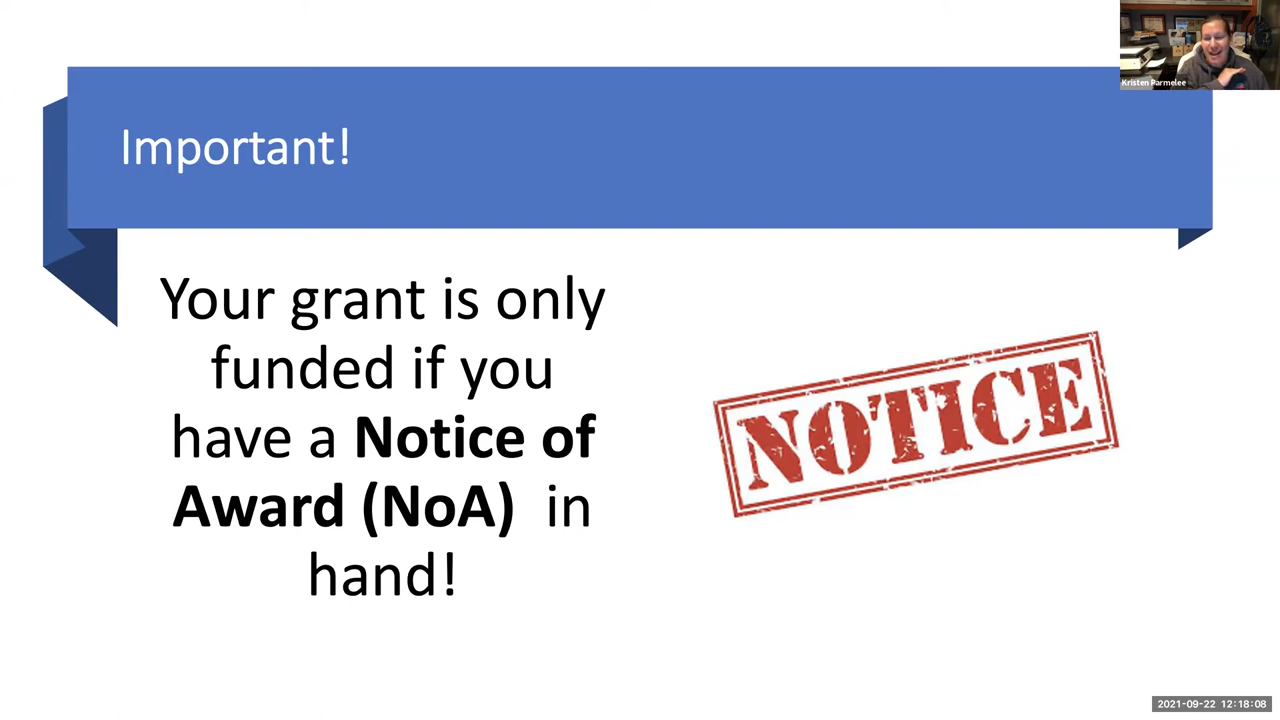 Kristen Parmelee
Important!
Your grant is only
funded if you
have a Notice of
Award (NoA) in
hand!
NOTICE
2021-09-22 12:18:08